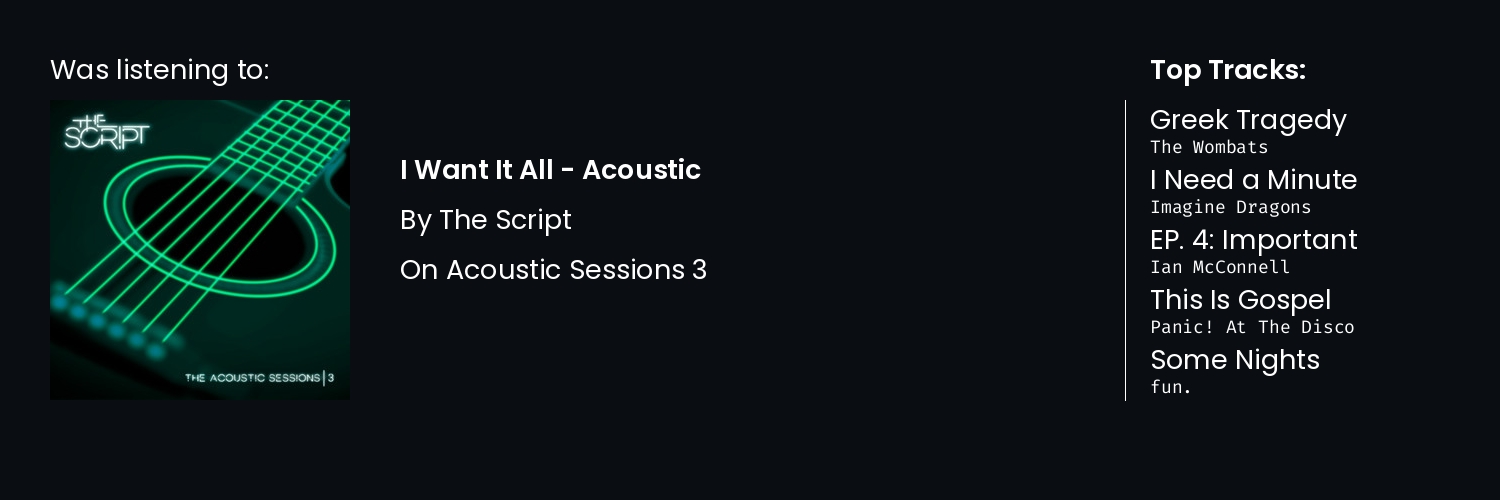 Was listening to:
THE
SCRIPT
THE ACOUSTIC SESSIONS|3
I Want It All - Acoustic
By The Script
On Acoustic Sessions 3
Top Tracks:
Greek Tragedy
The Wombats
I Need a Minute
Imagine Dragons
EP. 4: Important
Ian McConnell
This Is Gospel
Panic! At The Disco
Some Nights
fun.